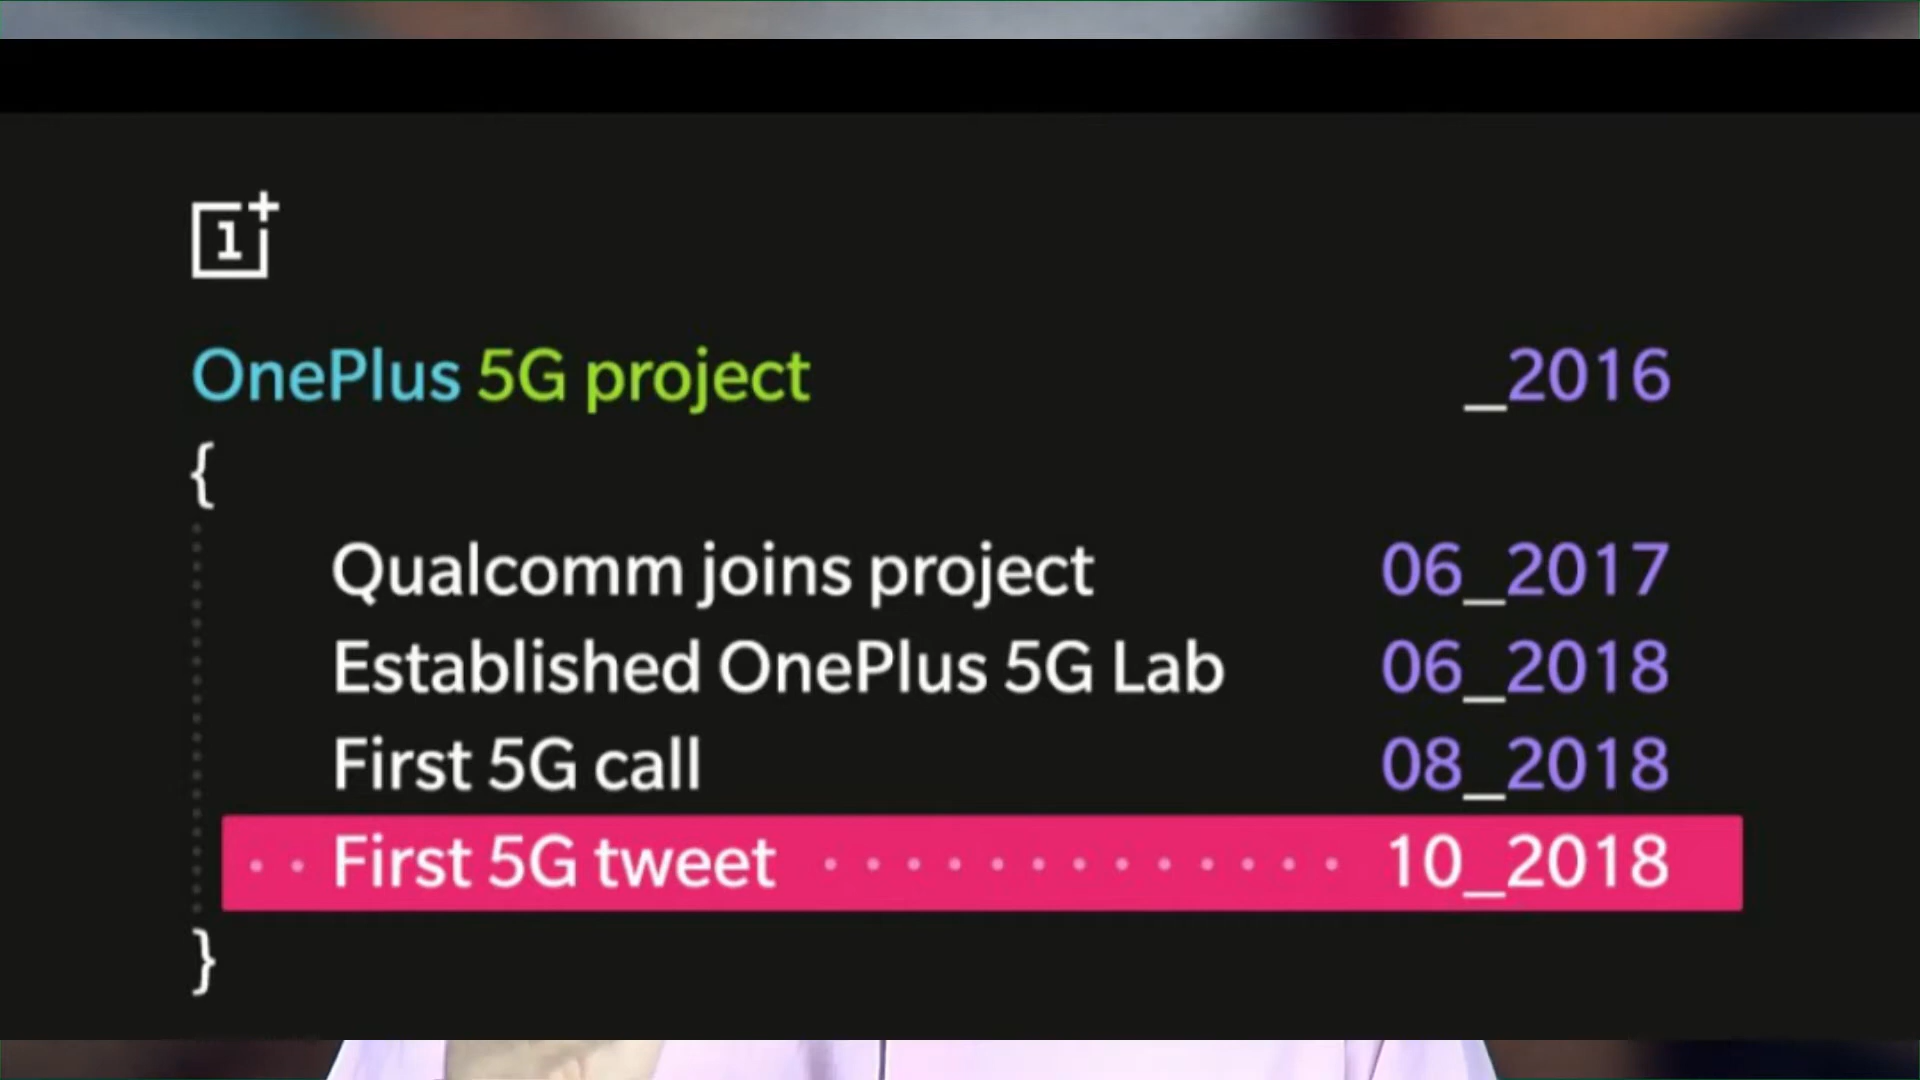 1+
OnePlus 5G project _2016
{
Qualcomm joins project 06_2017
Established OnePlus 5G Lab 06_2018
First 5G call 08_2018
First 5G tweet 10_2018
}